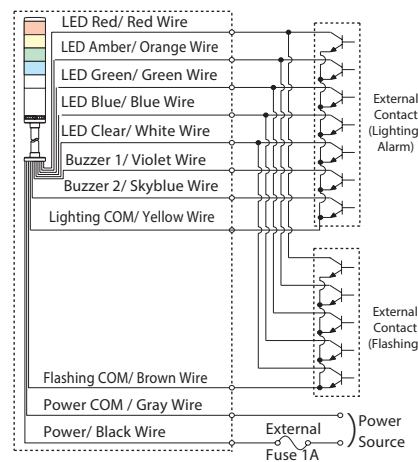 LED Red/ Red Wire
LED Amber/ Orange Wire
LED Green/ Green Wire
LED Blue/ Blue Wire
LED Clear/ White Wire
Buzzer 1/ Violet Wire
Buzzer 2/ Skyblue Wire
Lighting COM/ Yellow Wire
External
Contact
(Lighting
Alarm)
External
Contact
(Flashing
Flashing COM/ Brown Wire
Power COM / Gray Wire
Power/ Black Wire
External
Fuse 1A
Power
Source